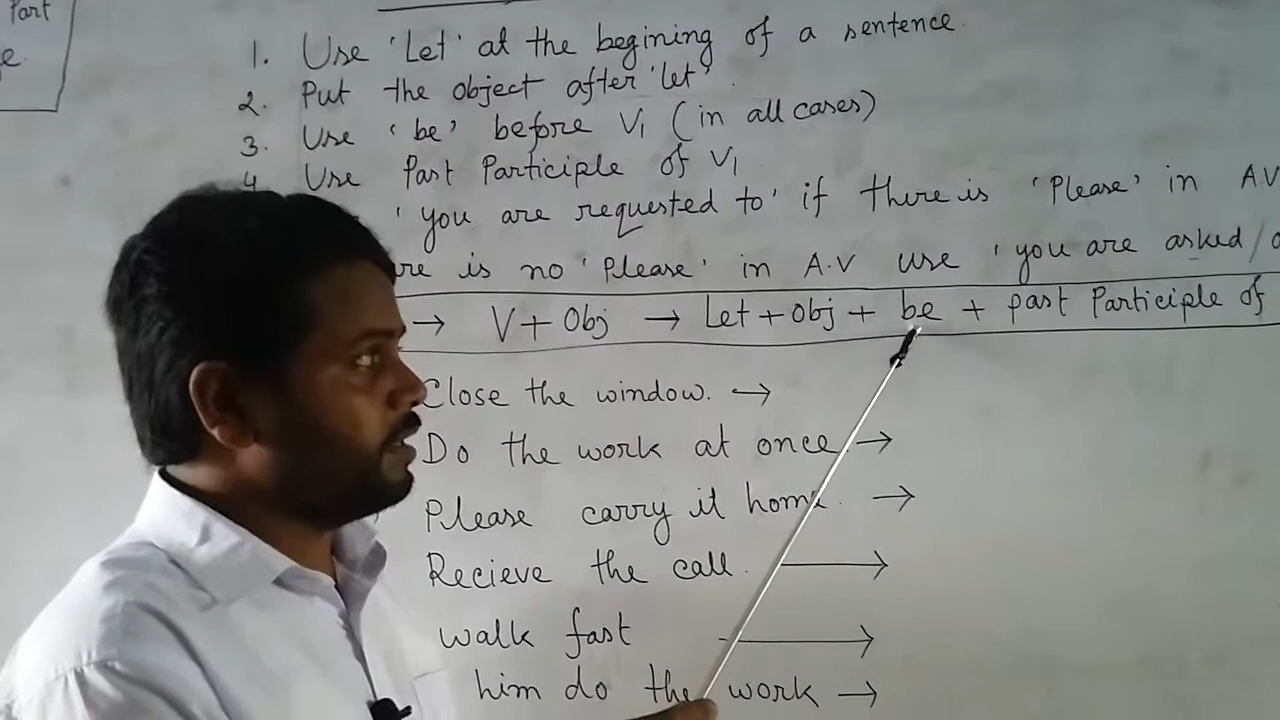 Part
e.
1. Use 'Let' at the begining of a sentence
2. Put the object after 'let'.
3. Use 'be' before V1 (in all cases)
4. Use Past Participle of V1
'you are requested to' if there is 'Please' in A.V
re is no 'Please' in A.V use 'you are asked/
→ V + Obj → Let + Obj + be + past Participle of
Close the window. →
Do the work at once. →
Please carry it home. →
Recieve the call. →
walk fast →
him do the work →